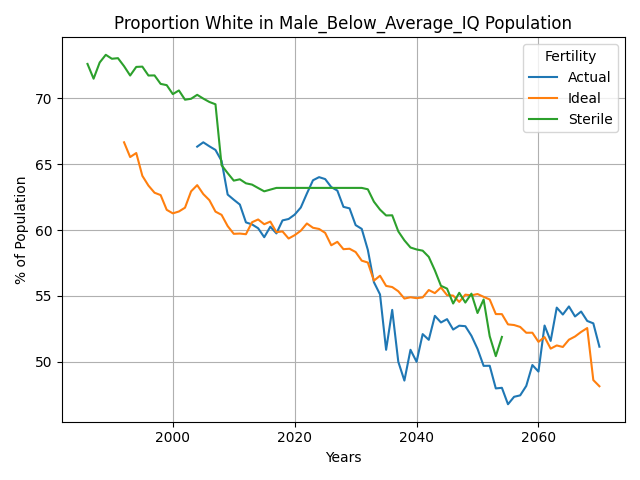 Proportion White in Male_Below_Average_IQ Population
Fertility
Actual
Ideal
Sterile
% of Population
70
65
60
55
50
2000
2020
2040
2060
Years